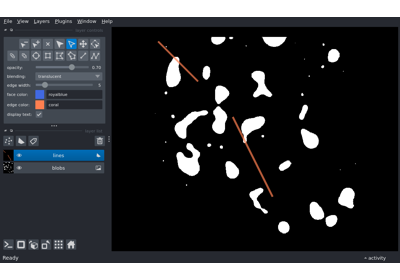 File View Layers Plugins Window Help
opacity: 0.70
blending: translucent
edge width: 5
face color: royalblue
edge color: coral
display text:
lines
blobs
Ready
activity